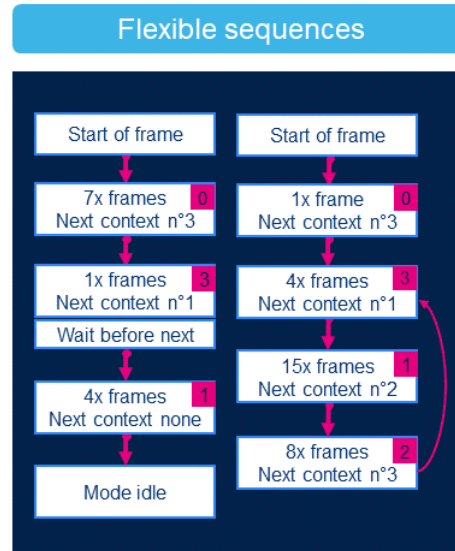 Flexible sequences
Start of frame
7x frames 0
Next context n°3
1x frames 3
Next context n°1
Wait before next
4x frames 1
Next context none
Mode idle
Start of frame
1x frame 0
Next context n°3
4x frames 3
Next context n°1
15x frames 1
Next context n°2
8x frames 2
Next context n°3